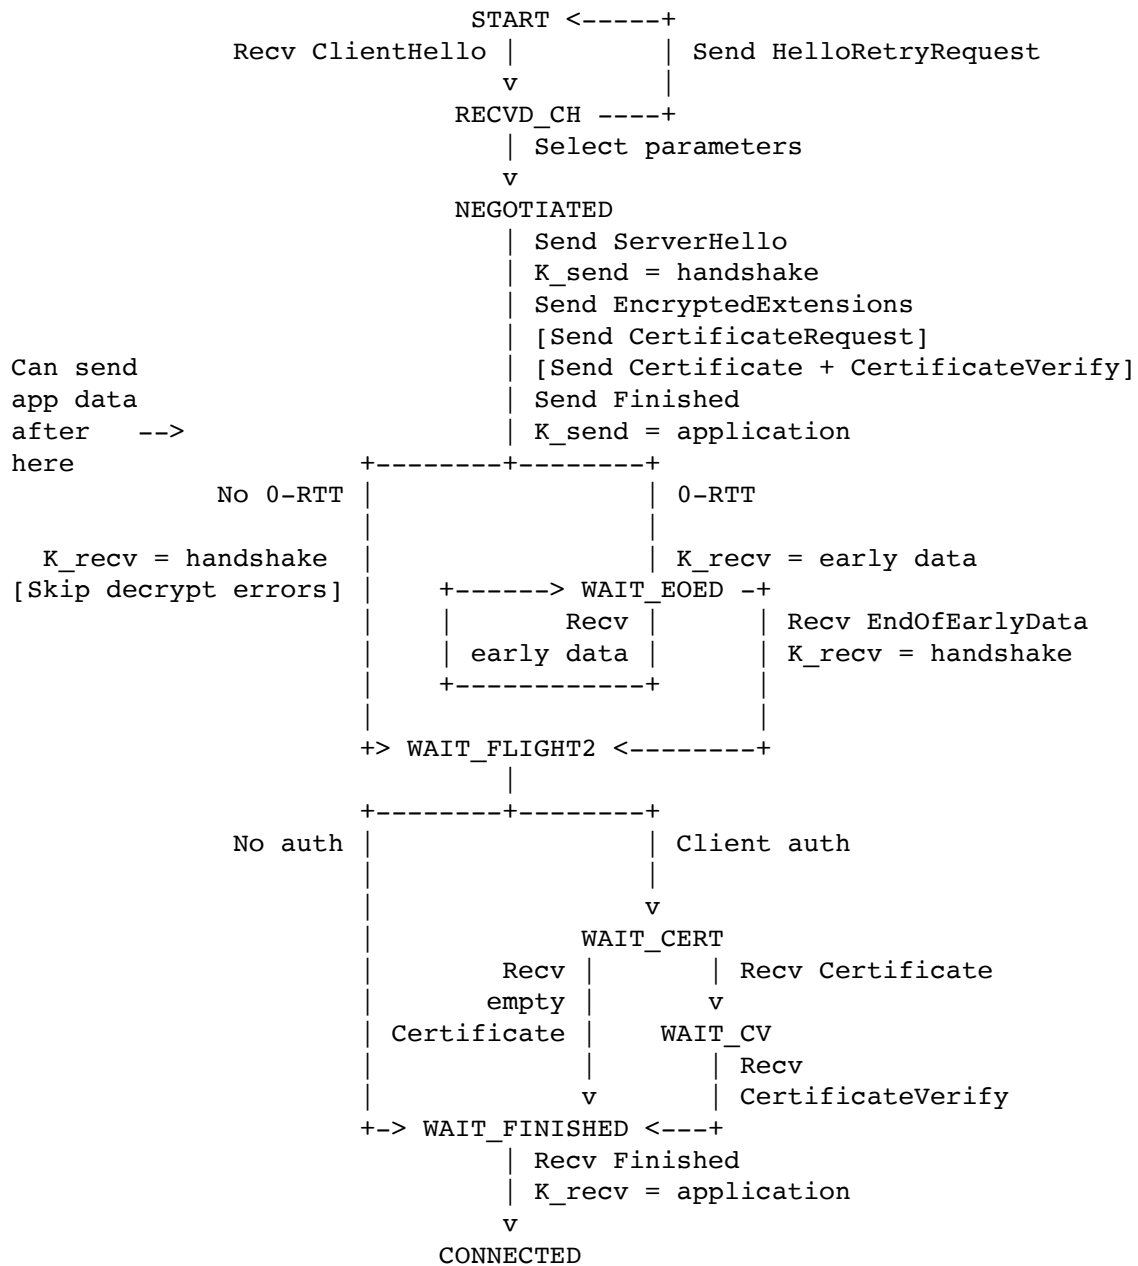 START <-----+
Recv ClientHello | | Send HelloRetryRequest
v |
RECVD_CH ----+
| Select parameters
v
NEGOTIATED
| Send ServerHello
| K_send = handshake
| Send EncryptedExtensions
| [Send CertificateRequest]
Can send | [Send Certificate + CertificateVerify]
app data | Send Finished
after --> | K_send = application
here +--------+--------+
No 0-RTT | | 0-RTT
| |
K_recv = handshake | | K_recv = early data
[Skip decrypt errors] | +------> WAIT_EOED -+
| | Recv | | Recv EndOfEarlyData
| | early data | | K_recv = handshake
| +------------+ |
| |
+> WAIT_FLIGHT2 <--------+
|
+--------+--------+
No auth | | Client auth
| |
| v
| WAIT_CERT
| Recv | | Recv Certificate
| empty | v
| Certificate | WAIT_CV
| | | Recv
| v | CertificateVerify
+-> WAIT_FINISHED <---+
| Recv Finished
| K_recv = application
v
CONNECTED